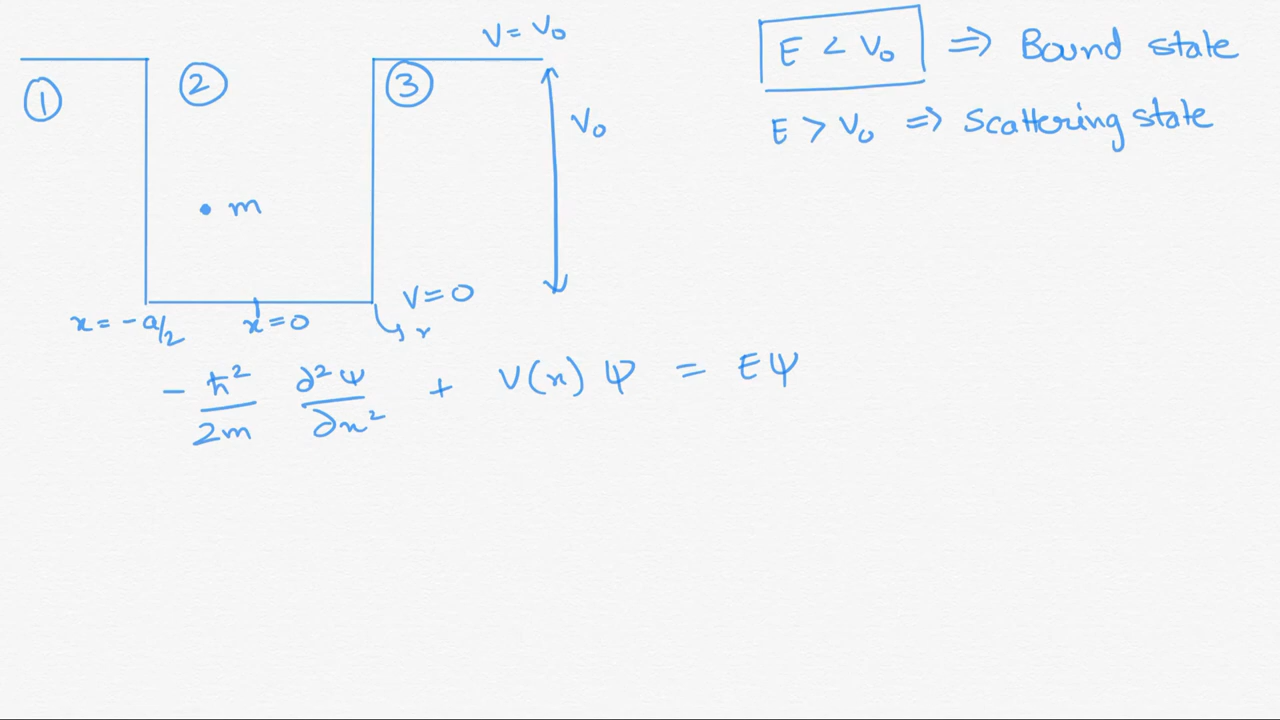 V = V₀
E < V₀ ⇒ Bound state
① ② ③
V₀
E > V₀ ⇒ Scattering state
• m
V = 0
x = -a/2 x = 0
-ħ²/2m ∂²ψ/∂x² + V(x) ψ = Eψ